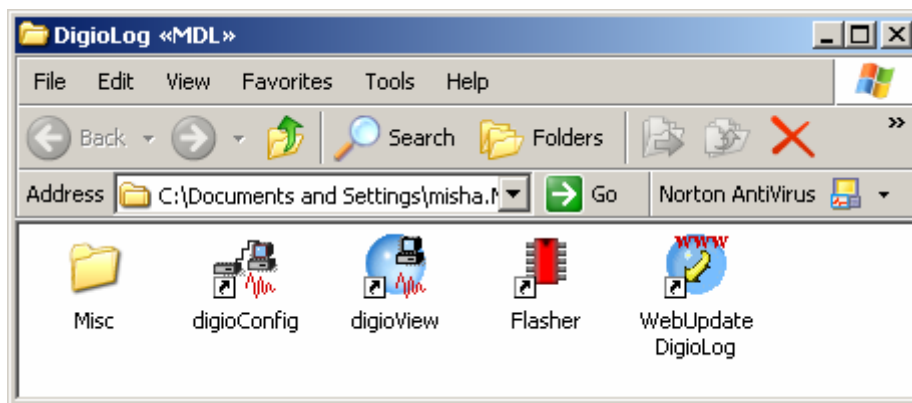 DigioLog «MDL»
File Edit View Favorites Tools Help
Back Search Folders »
Address C:\Documents and Settings\misha. Go Norton AntiVirus
Misc digioConfig digioView Flasher WebUpdate
DigioLog
www